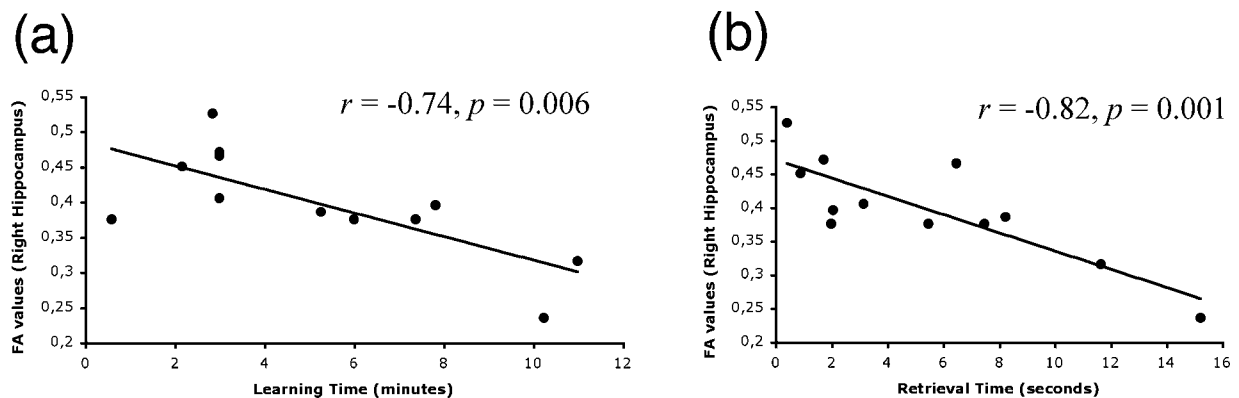 (a)
r = -0.74, p = 0.006
FA values (Right Hippocampus)
0,55
0,5
0,45
0,4
0,35
0,3
0,25
0,2
0 2 4 6 8 10 12
Learning Time (minutes)
(b)
r = -0.82, p = 0.001
FA values (Right Hippocampus)
0,55
0,5
0,45
0,4
0,35
0,3
0,25
0,2
0 2 4 6 8 10 12 14 16
Retrieval Time (seconds)